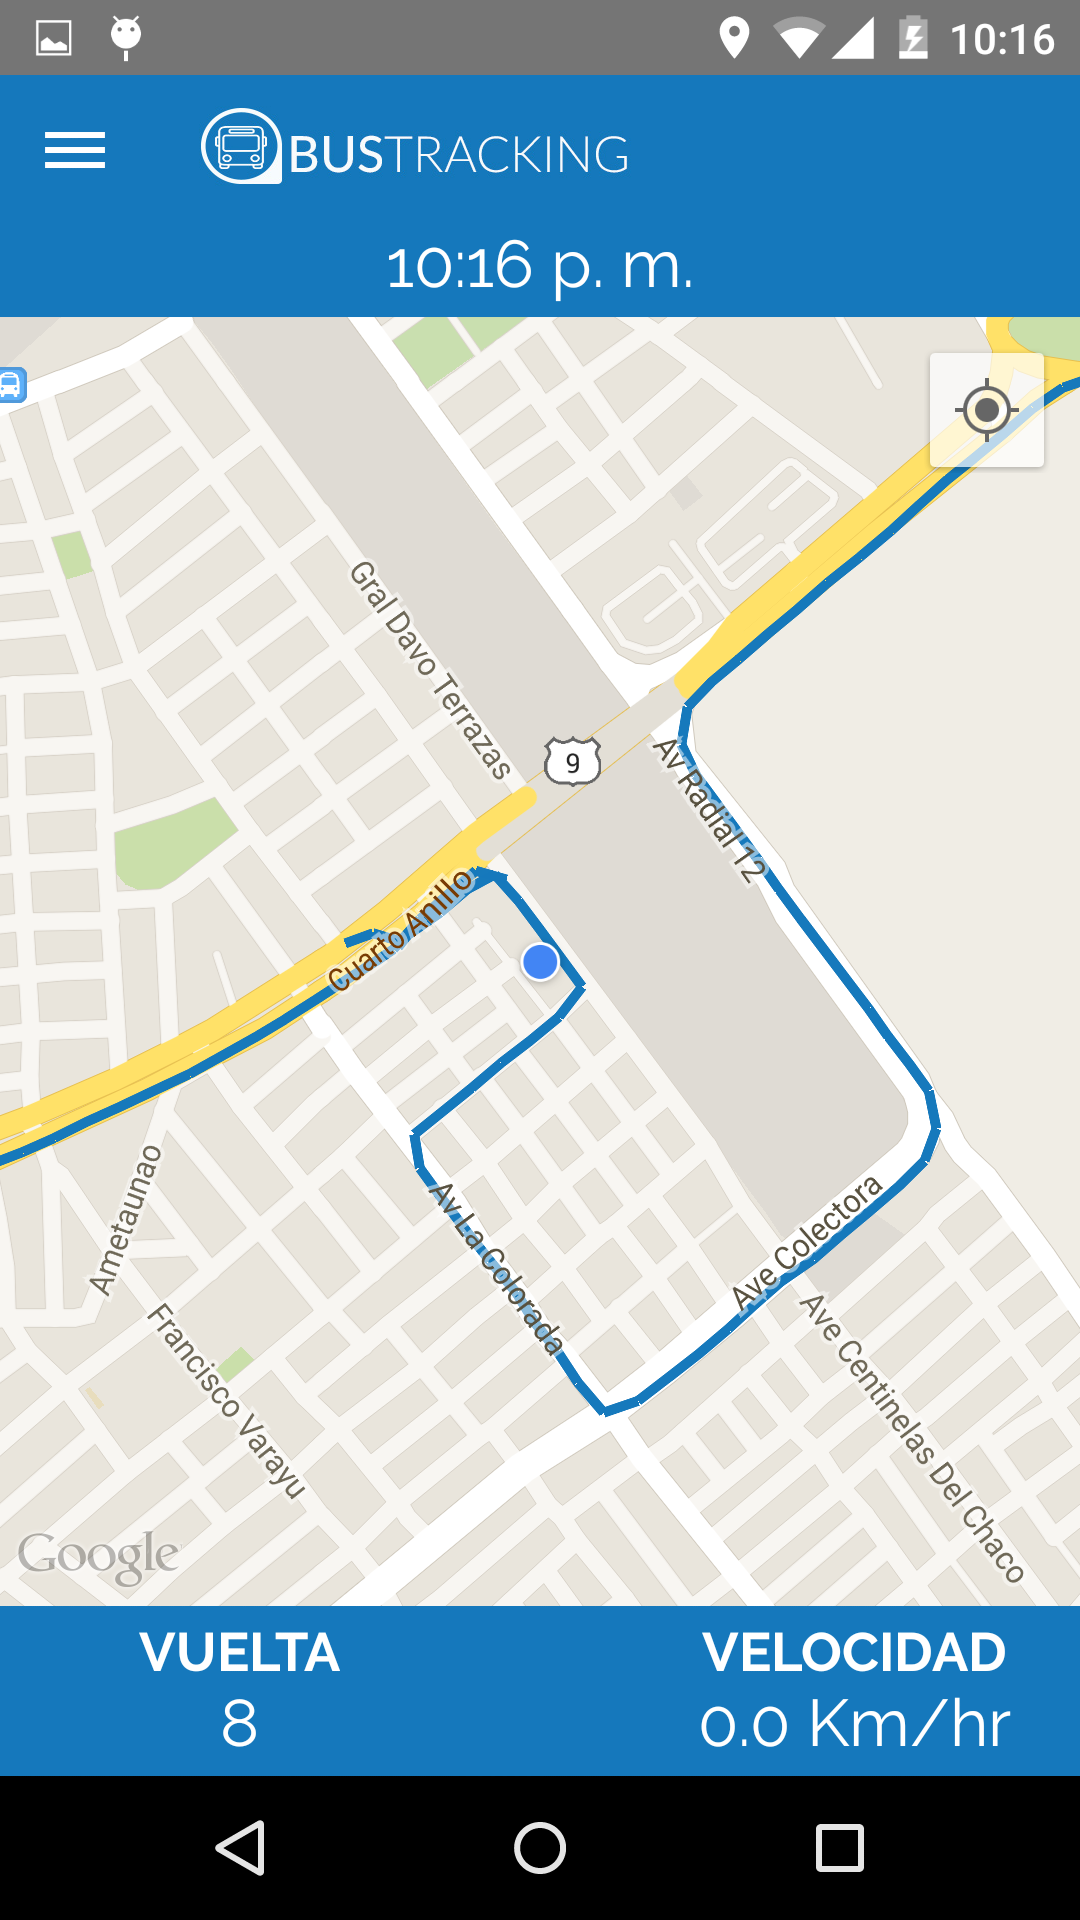 10:16
BUSTRACKING
10:16 p. m.
Gral Davo Terrazas
9
Av Radial 12
Cuarto Anillo
Ametaunao
Av La Colorada
Ave Colectora
Francisco Varayu
Ave Centinelas Del Chaco
Google
VUELTA
VELOCIDAD
8
0.0 Km/hr